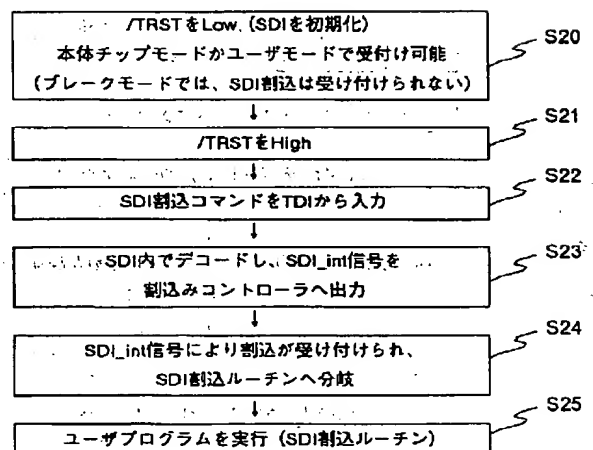 /TRSTをLow、(SDIを初期化)
本体チップモードかユーザモードで受付け可能
(ブレークモードでは、SDI割込は受け付けられない)
S20
/TRSTをHigh
S21
SDI割込コマンドをTDIから入力
S22
SDI内でデコードし、SDI_int信号を
割込みコントローラへ出力
S23
SDI_int信号により割込が受け付けられ、
SDI割込ルーチンへ分岐
S24
ユーザプログラムを実行(SDI割込ルーチン)
S25